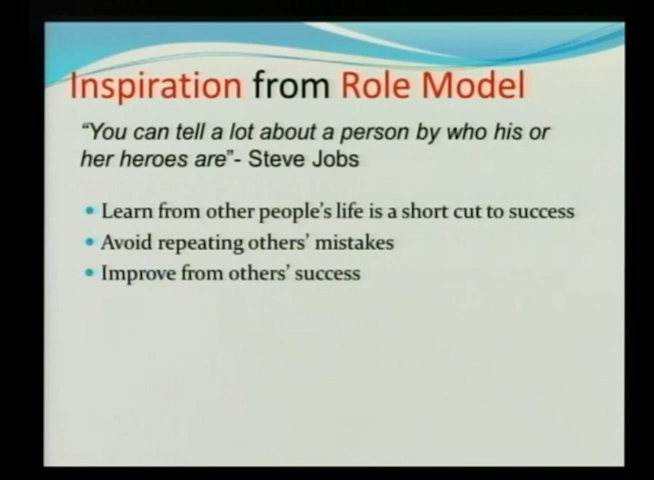 Inspiration from Role Model
“You can tell a lot about a person by who his or
her heroes are”- Steve Jobs
• Learn from other people’s life is a short cut to success
• Avoid repeating others’ mistakes
• Improve from others’ success